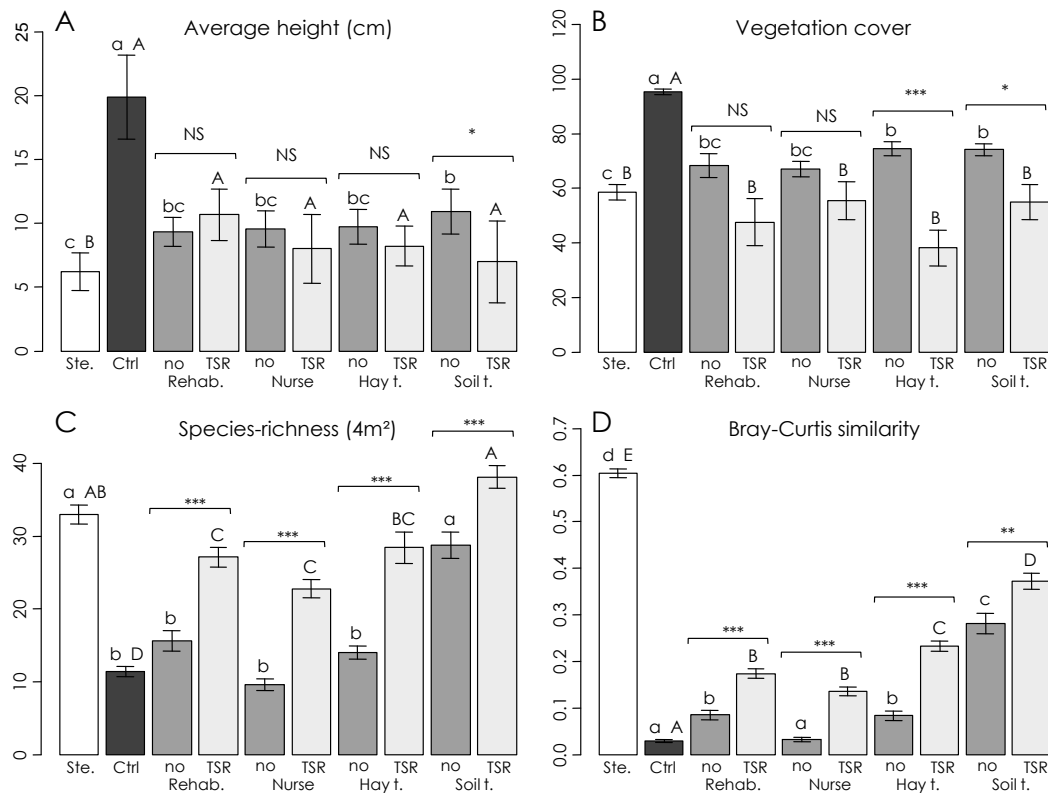 A
Average height (cm)
25
20
15
10
5
0
a A
c B
NS
NS
NS
*
bc
A
bc
A
bc
A
b
A
Ste.
Ctrl
no
TSR
no
TSR
no
TSR
no
TSR
Rehab.
Nurse
Hay t.
Soil t.
B
Vegetation cover
120
100
80
60
40
20
0
a A
c B
NS
NS
***
*
bc
B
bc
B
b
B
b
B
Ste.
Ctrl
no
TSR
no
TSR
no
TSR
no
TSR
Rehab.
Nurse
Hay t.
Soil t.
C
Species-richness (4m²)
40
30
20
10
0
a AB
b D
***
***
***
***
b
C
b
C
b
BC
a
A
Ste.
Ctrl
no
TSR
no
TSR
no
TSR
no
TSR
Rehab.
Nurse
Hay t.
Soil t.
D
Bray-Curtis similarity
0.7
0.6
0.5
0.4
0.3
0.2
0.1
0.0
d E
a A
***
***
***
**
b
B
a
B
b
C
c
D
Ste.
Ctrl
no
TSR
no
TSR
no
TSR
no
TSR
Rehab.
Nurse
Hay t.
Soil t.